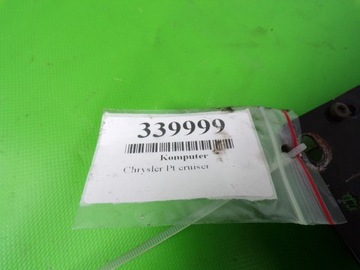 339999
Komputer
Chrysler Pt cruiser